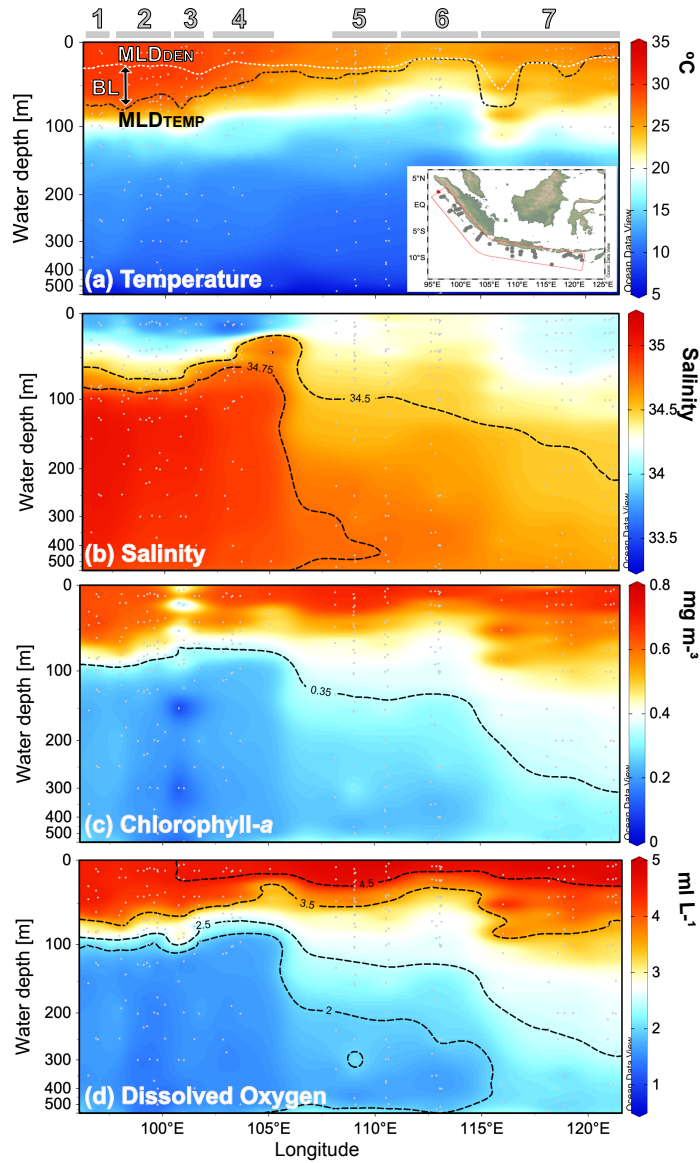 1 2 3 4 5 6 7
0
100
200
300
400
500
Water depth [m]
MLDDEN
BL
MLDTEMP
(a) Temperature
5°N
EQ
5°S
10°S
95°E 100°E 105°E 110°E 115°E 120°E 125°E
Ocean Data View
Ocean Data View
35
30
25
20
15
10
5
ºC
0
100
200
300
400
500
Water depth [m]
34.75
34.5
(b) Salinity
Ocean Data View
35
34.5
34
33.5
Salinity
0
100
200
300
400
500
Water depth [m]
0.35
(c) Chlorophyll-a
Ocean Data View
0.8
0.6
0.4
0.2
0
mg m-3
0
100
200
300
400
500
Water depth [m]
4.5
3.5
2.5
2
(d) Dissolved Oxygen
Ocean Data View
5
4
3
2
1
ml L-1
100°E 105°E 110°E 115°E 120°E
Longitude